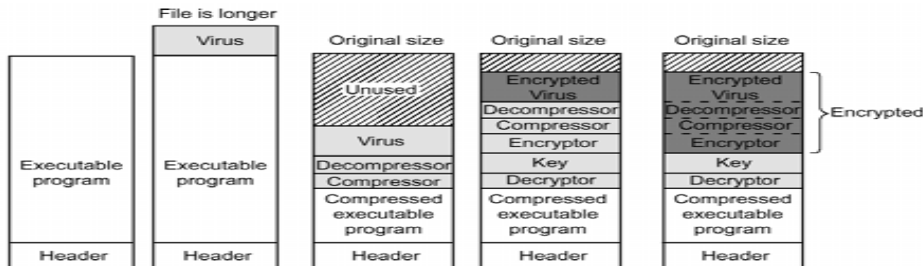 File is longer
Virus
Executable
program
Header
Executable
program
Header
Original size
Unused
Virus
Decompressor
Compressor
Compressed
executable
program
Header
Original size
Encrypted
Virus
Decompressor
Compressor
Encryptor
Key
Decryptor
Compressed
executable
program
Header
Original size
Encrypted
Virus
Decompressor
Compressor
Encryptor
Key
Decryptor
Compressed
executable
program
Header
Encrypted